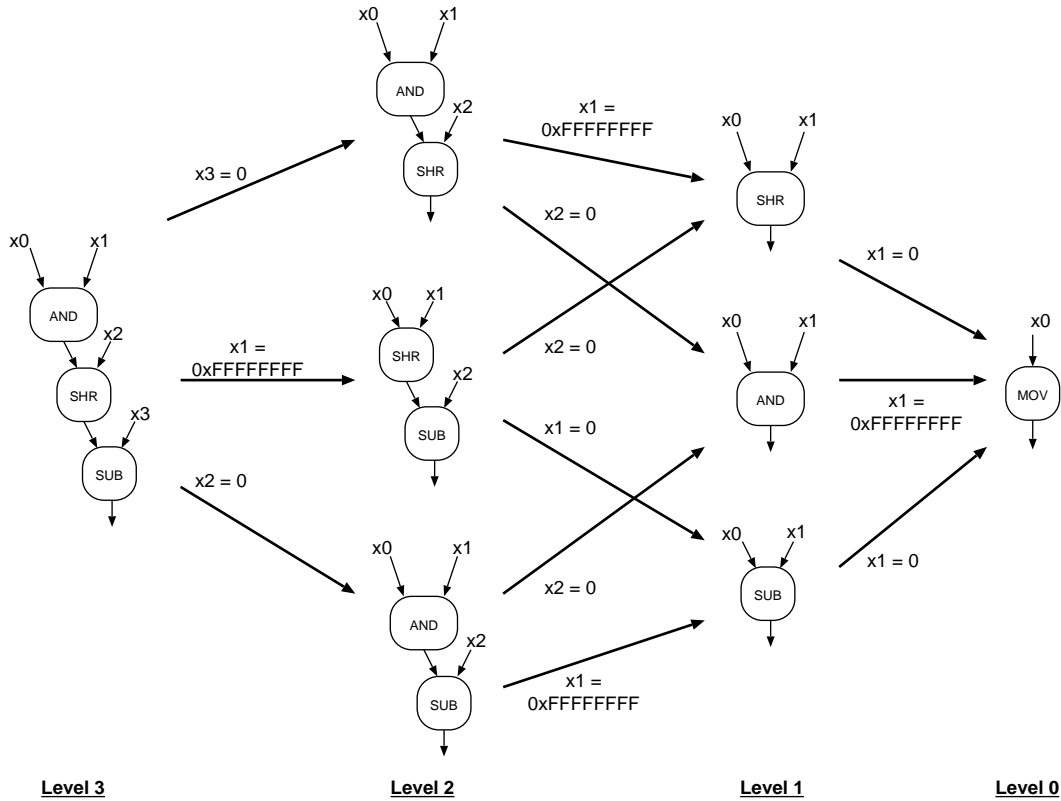 x0 x1
AND
x2
SHR
x3
SUB
x3 = 0
x1 =
0xFFFFFFFF
x2 = 0
x0 x1
AND
x2
SHR
x0 x1
SHR
x2
SUB
x0 x1
AND
x2
SUB
x1 =
0xFFFFFFFF
x2 = 0
x2 = 0
x1 = 0
x2 = 0
x1 =
0xFFFFFFFF
x0 x1
SHR
x0 x1
AND
x0 x1
SUB
x1 = 0
x1 =
0xFFFFFFFF
x1 = 0
x0
MOV
Level 3 Level 2 Level 1 Level 0